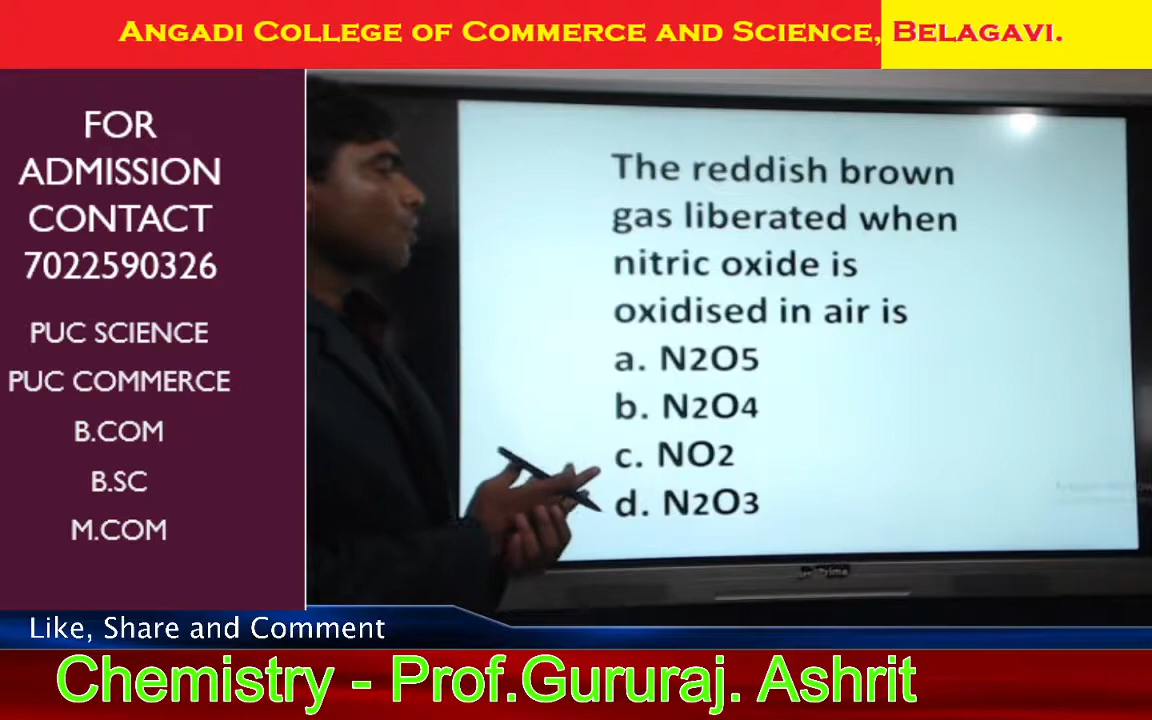 ANGADI COLLEGE OF COMMERCE AND SCIENCE, BELAGAVI.
FOR
ADMISSION
CONTACT
7022590326
PUC SCIENCE
PUC COMMERCE
B.COM
B.SC
M.COM
The reddish brown
gas liberated when
nitric oxide is
oxidised in air is
a. N2O5
b. N2O4
c. NO2
d. N2O3
Like, Share and Comment
Chemistry - Prof.Gururaj. Ashrit